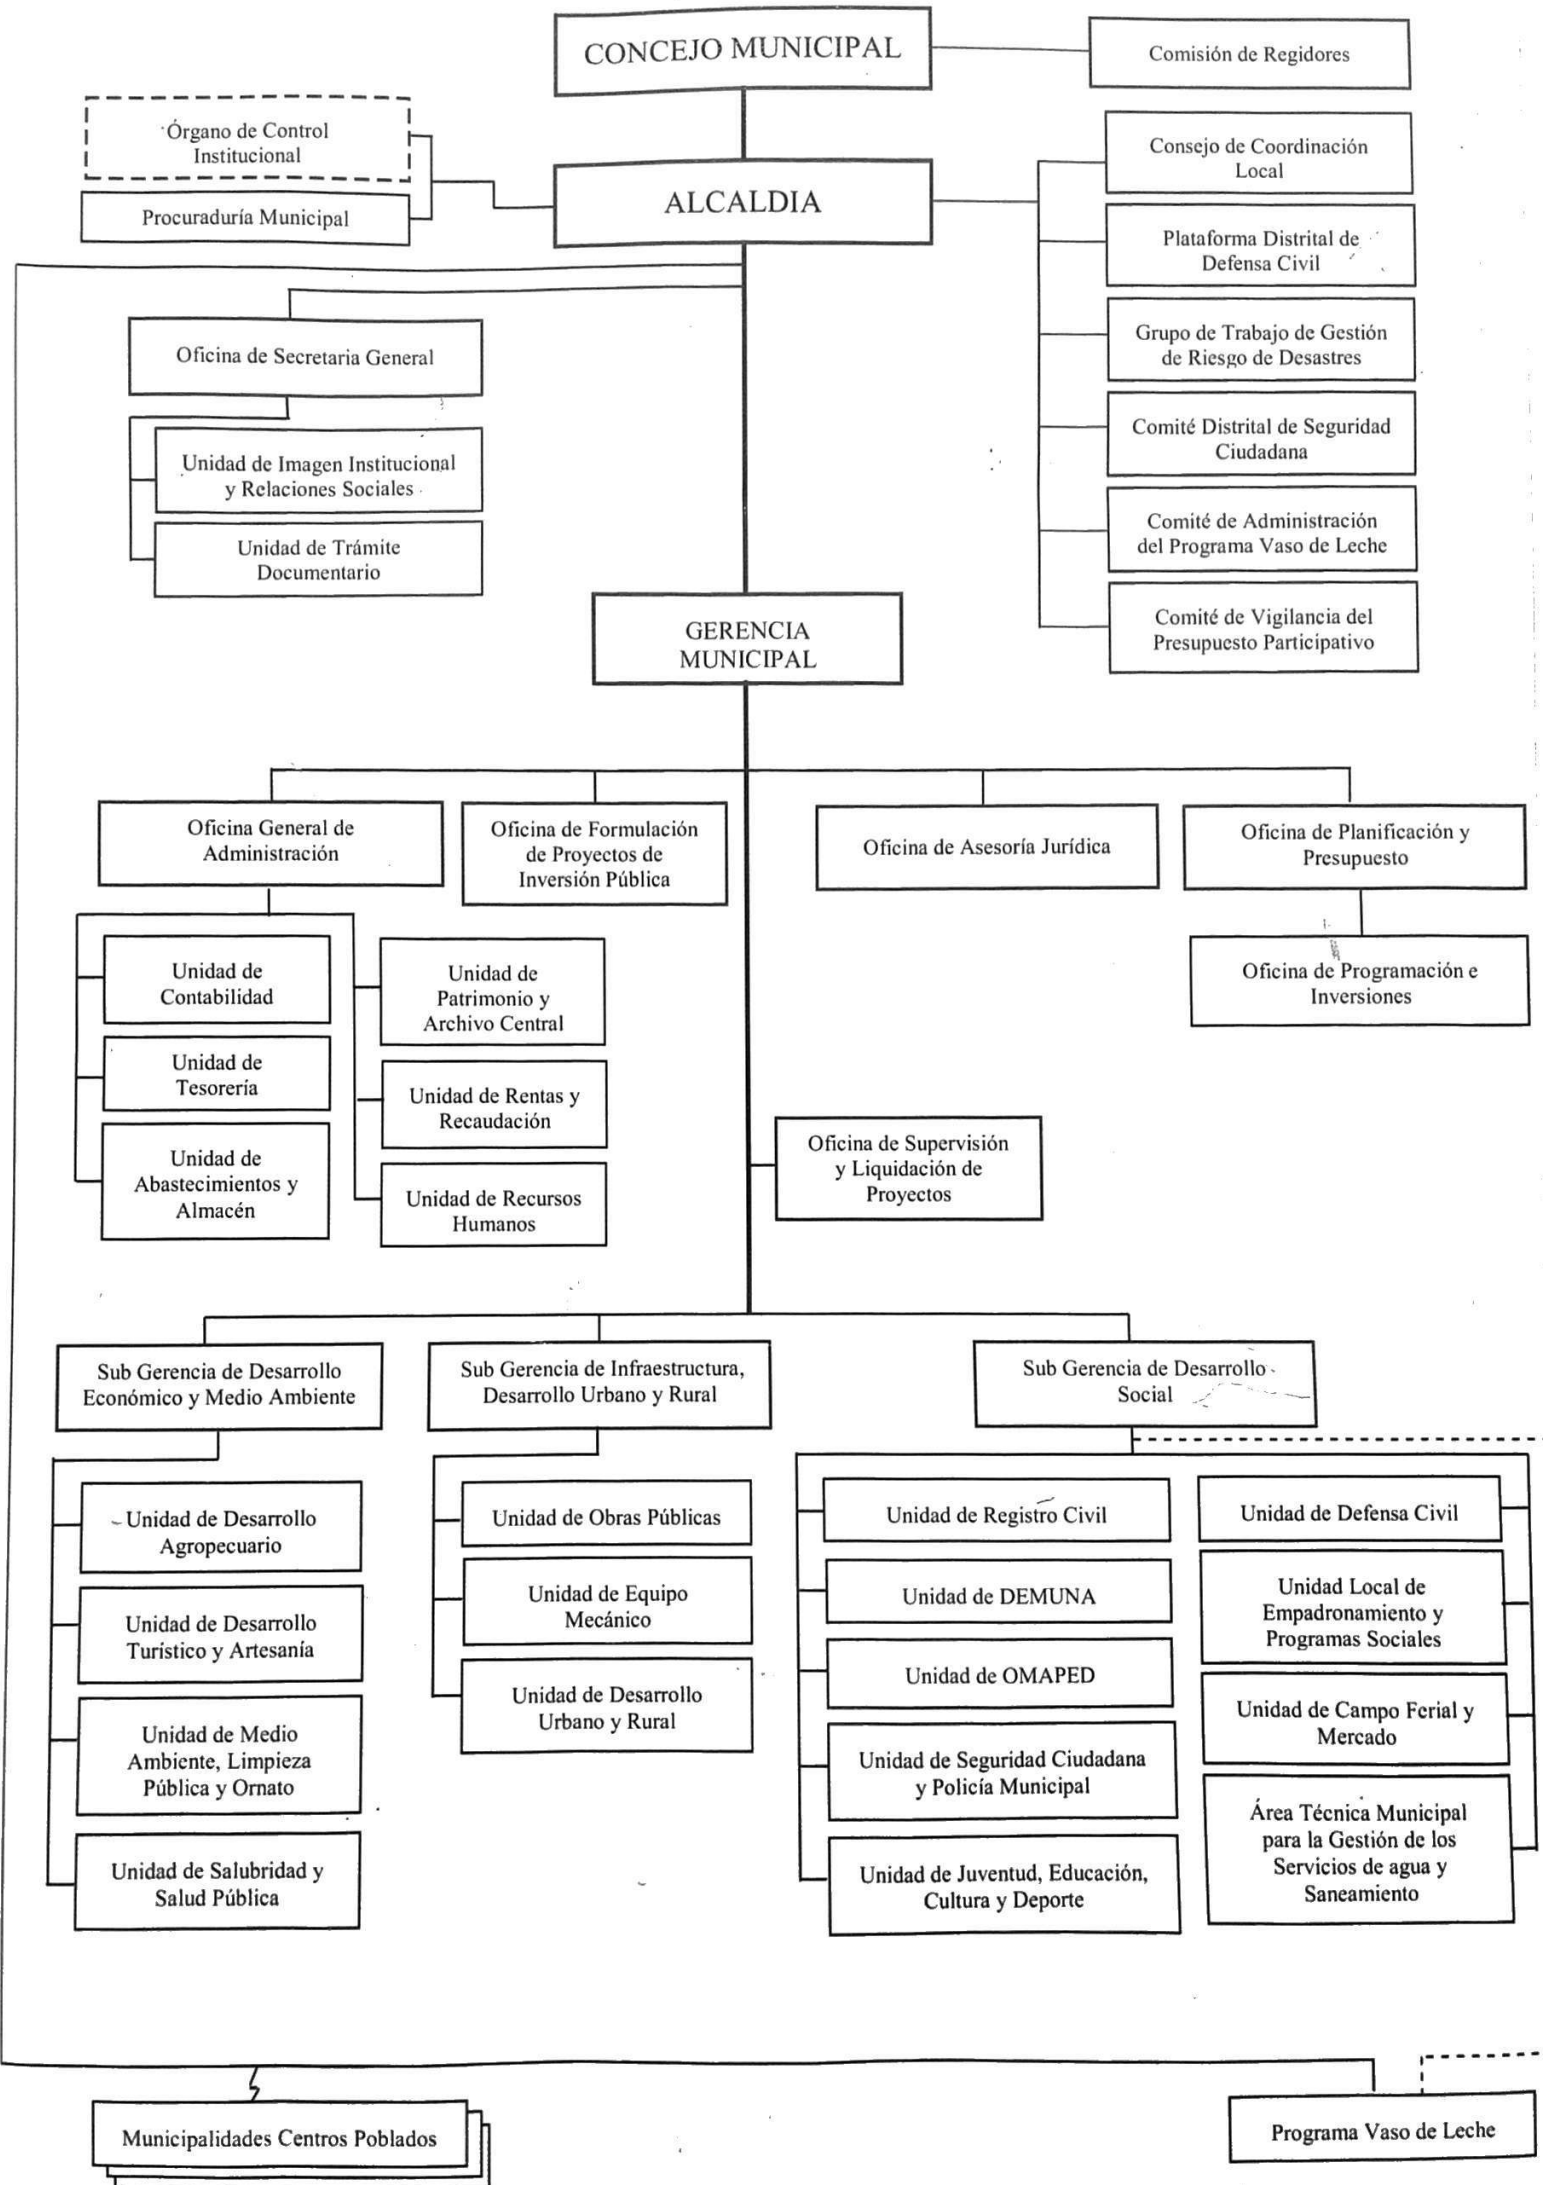 CONCEJO MUNICIPAL
Comisión de Regidores
Órgano de Control
Institucional
Procuraduría Municipal
ALCALDIA
Consejo de Coordinación
Local
Plataforma Distrital de
Defensa Civil
Grupo de Trabajo de Gestión
de Riesgo de Desastres
Comité Distrital de Seguridad
Ciudadana
Comité de Administración
del Programa Vaso de Leche
Comité de Vigilancia del
Presupuesto Participativo
Oficina de Secretaria General
Unidad de Imagen Institucional
y Relaciones Sociales
Unidad de Trámite
Documentario
GERENCIA
MUNICIPAL
Oficina General de
Administración
Oficina de Formulación
de Proyectos de
Inversión Pública
Oficina de Asesoría Jurídica
Oficina de Planificación y
Presupuesto
Unidad de
Contabilidad
Unidad de
Tesorería
Unidad de
Abastecimientos y
Almacén
Unidad de
Patrimonio y
Archivo Central
Unidad de Rentas y
Recaudación
Unidad de Recursos
Humanos
Oficina de Programación e
Inversiones
Oficina de Supervisión
y Liquidación de
Proyectos
Sub Gerencia de Desarrollo
Económico y Medio Ambiente
Sub Gerencia de Infraestructura,
Desarrollo Urbano y Rural
Sub Gerencia de Desarrollo
Social
Unidad de Desarrollo
Agropecuario
Unidad de Desarrollo
Turístico y Artesanía
Unidad de Medio
Ambiente, Limpieza
Pública y Ornato
Unidad de Salubridad y
Salud Pública
Unidad de Obras Públicas
Unidad de Equipo
Mecánico
Unidad de Desarrollo
Urbano y Rural
Unidad de Registro Civil
Unidad de DEMUNA
Unidad de OMAPED
Unidad de Seguridad Ciudadana
y Policía Municipal
Unidad de Juventud, Educación,
Cultura y Deporte
Unidad de Defensa Civil
Unidad Local de
Empadronamiento y
Programas Sociales
Unidad de Campo Ferial y
Mercado
Área Técnica Municipal
para la Gestión de los
Servicios de agua y
Saneamiento
Municipalidades Centros Poblados
Programa Vaso de Leche